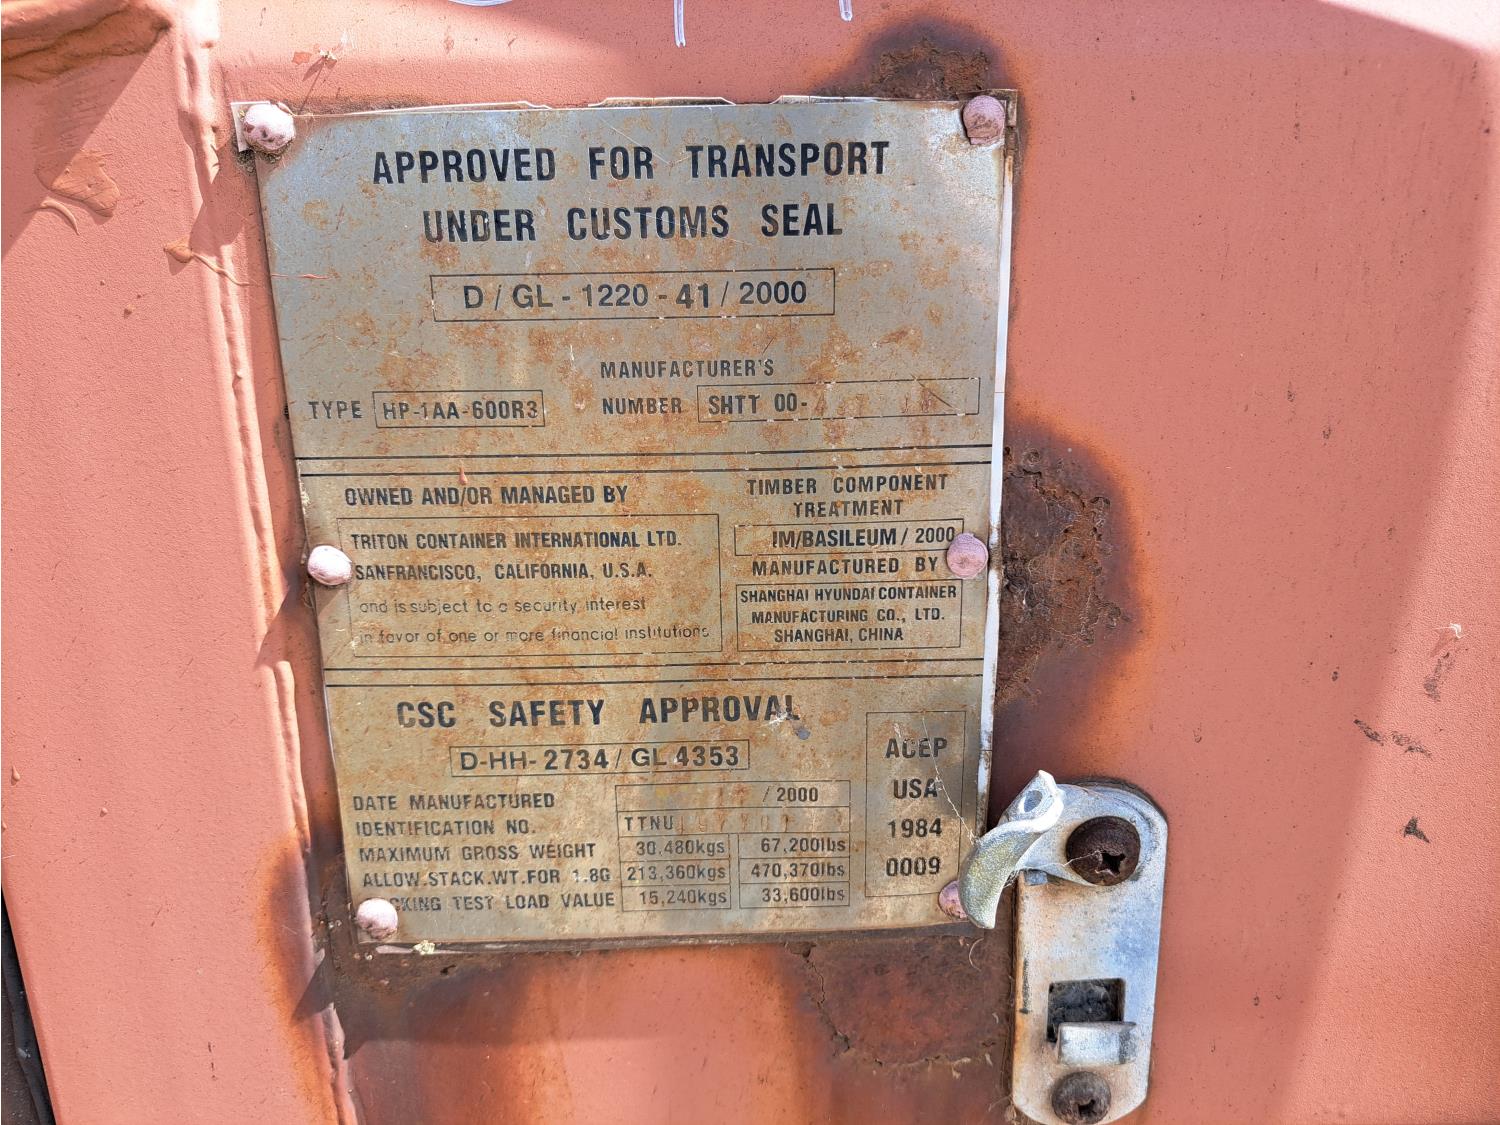 APPROVED FOR TRANSPORT
UNDER CUSTOMS SEAL
D / GL - 1220 - 41 / 2000
MANUFACTURER'S
TYPE HP-1AA-600R3 NUMBER SHTT 00-
OWNED AND/OR MANAGED BY
TRITON CONTAINER INTERNATIONAL LTD.
SANFRANCISCO, CALIFORNIA, U.S.A.
and is subject to a security interest
in favor of one or more financial institutions
TIMBER COMPONENT
TREATMENT
IM/BASILEUM / 2000
MANUFACTURED BY
SHANGHAI HYUNDAI CONTAINER
MANUFACTURING CO., LTD.
SHANGHAI, CHINA
CSC SAFETY APPROVAL
D-HH- 2734 / GL 4353
DATE MANUFACTURED / 2000
IDENTIFICATION NO. TTNU
MAXIMUM GROSS WEIGHT 30,480kgs 67,200lbs
ALLOW.STACK.WT.FOR 1.8G 213,360kgs 470,370lbs
CKING TEST LOAD VALUE 15,240kgs 33,600lbs
ACEP
USA
1984
0009